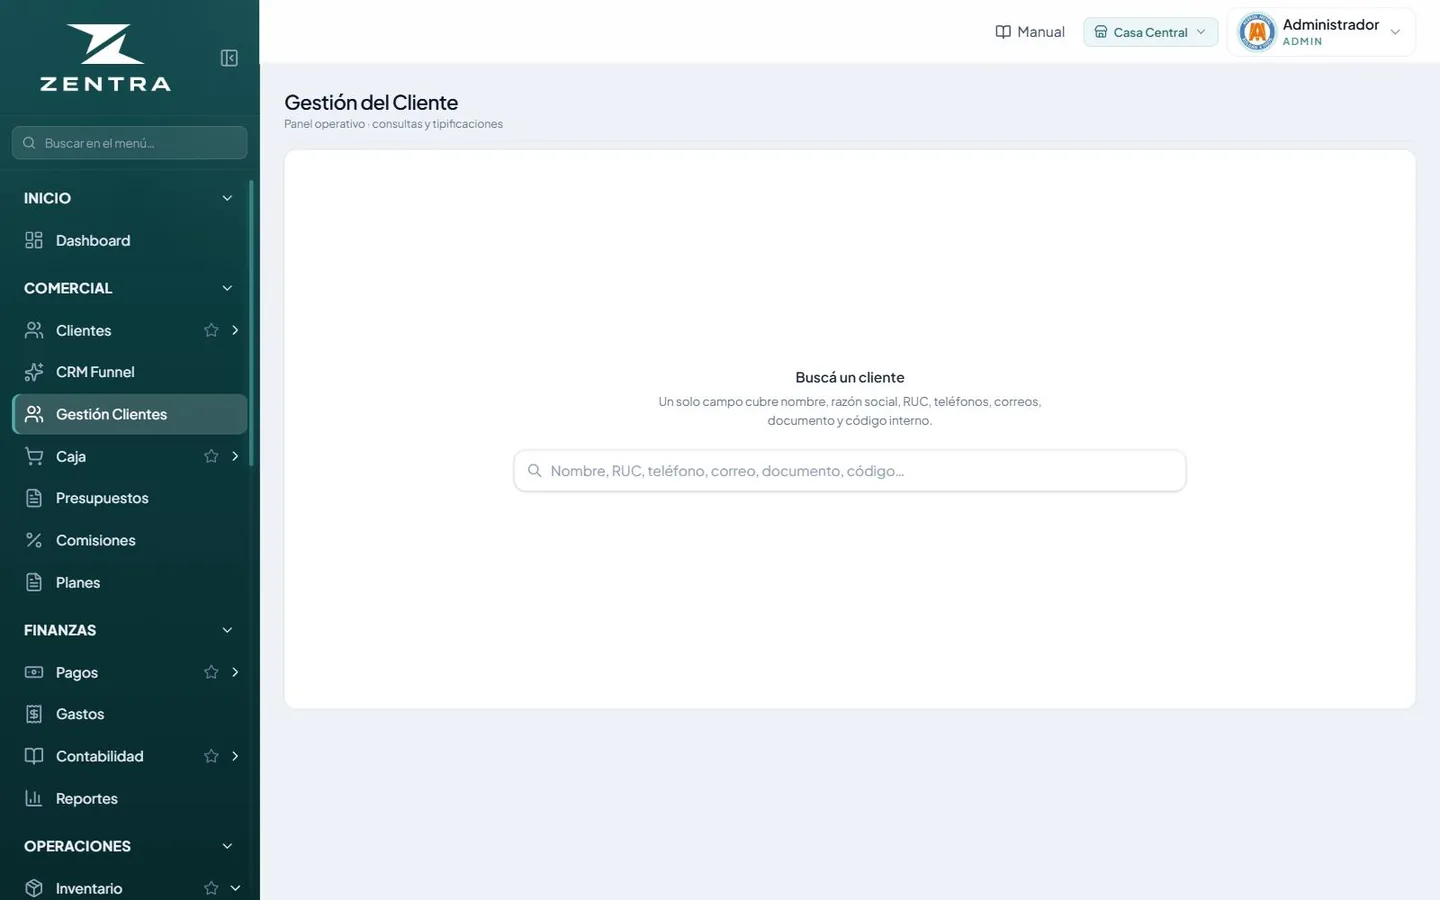 ZENTRA
Buscar en el menú...
INICIO
Dashboard
COMERCIAL
Clientes
CRM Funnel
Gestión Clientes
Caja
Presupuestos
Comisiones
Planes
FINANZAS
Pagos
Gastos
Contabilidad
Reportes
OPERACIONES
Inventario
Manual
Casa Central
Administrador
ADMIN
Gestión del Cliente
Panel operativo · consultas y tipificaciones
Buscá un cliente
Un solo campo cubre nombre, razón social, RUC, teléfonos, correos,
documento y código interno.
Nombre, RUC, teléfono, correo, documento, código...